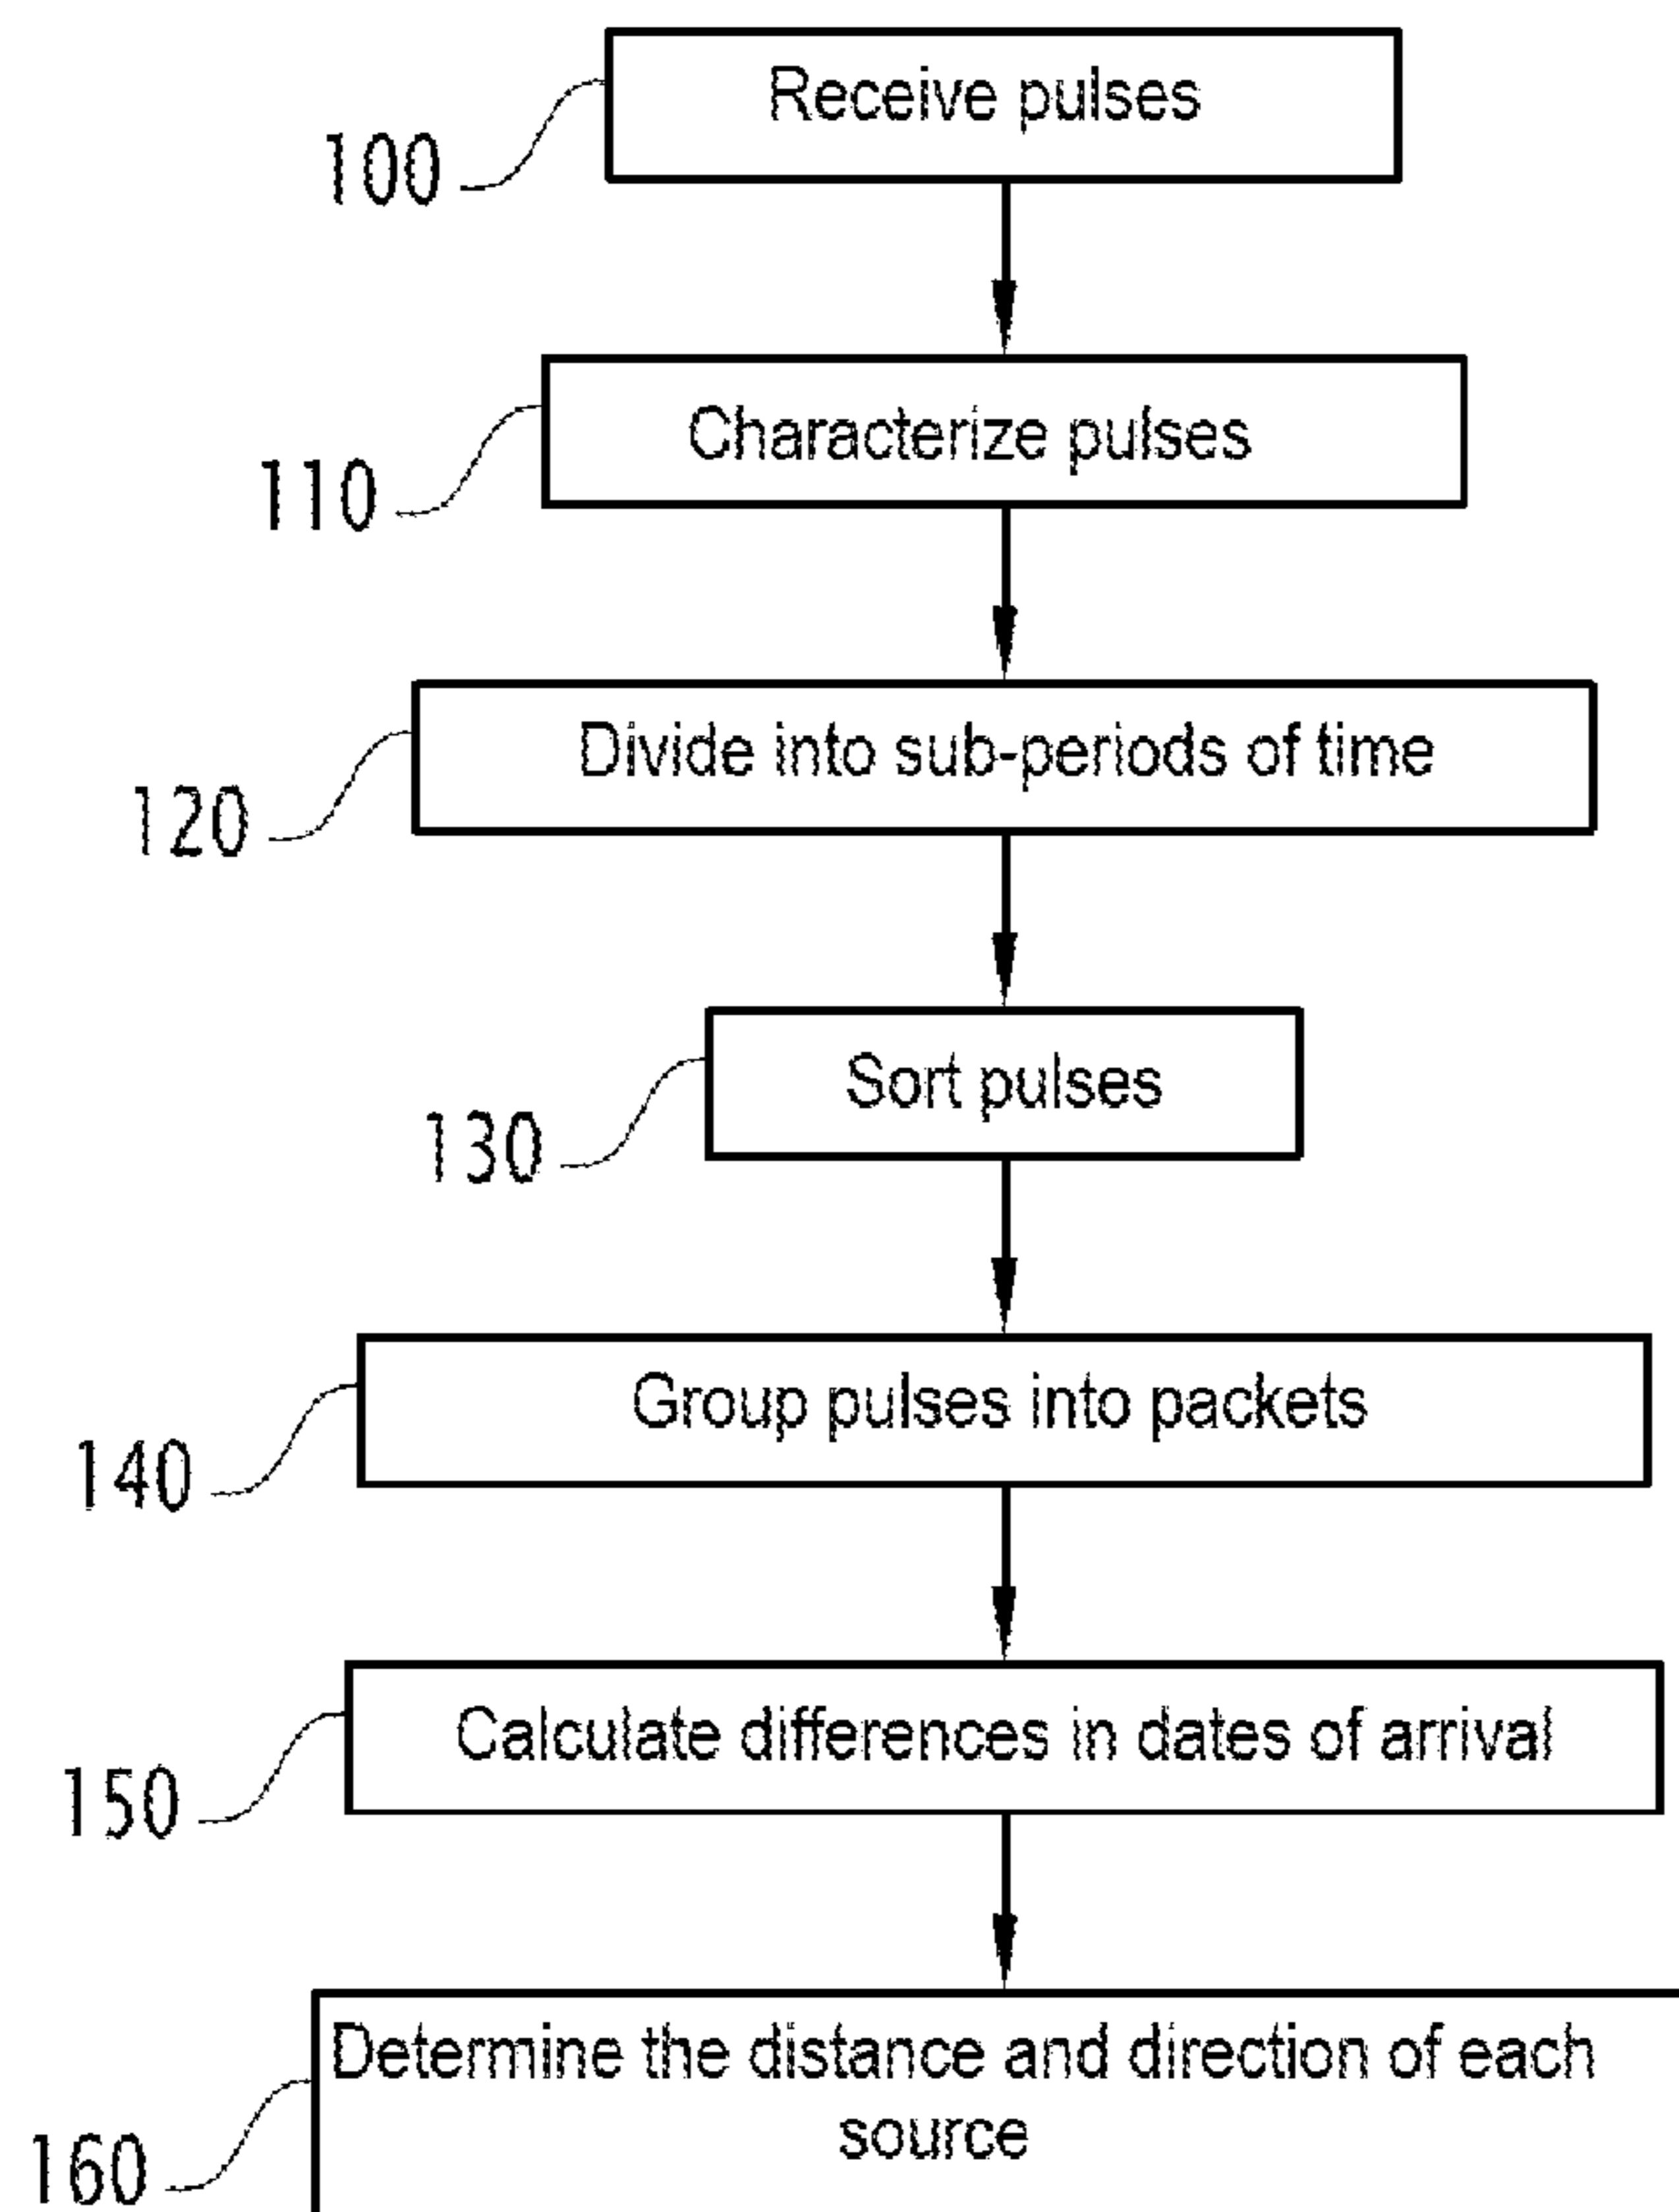 Receive pulses
100
Characterize pulses
110
Divide into sub-periods of time
120
Sort pulses
130
Group pulses into packets
140
Calculate differences in dates of arrival
150
Determine the distance and direction of each
source
160